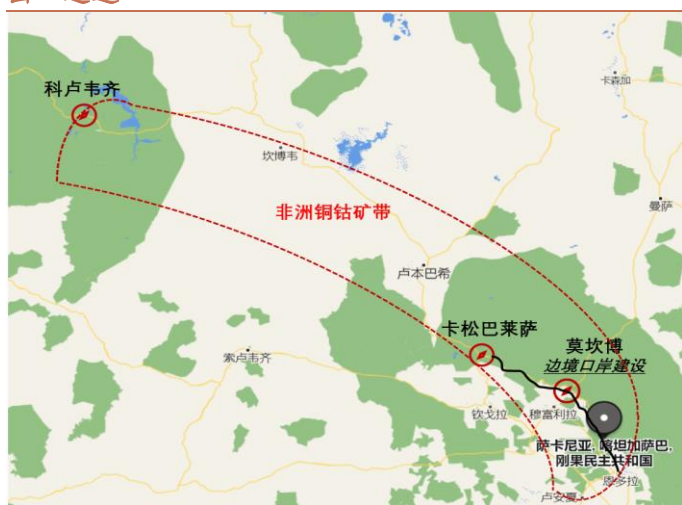 科卢韦齐
卡森加
坎博韦
曼萨
非洲铜钴矿带
卢本巴希
卡松巴莱萨
莫坎博
索卢韦齐
边境口岸建设
钦戈拉
穆富利拉
萨卡尼亚, 喀坦加萨巴,
刚果民主共和国
恩多拉
卢安夏